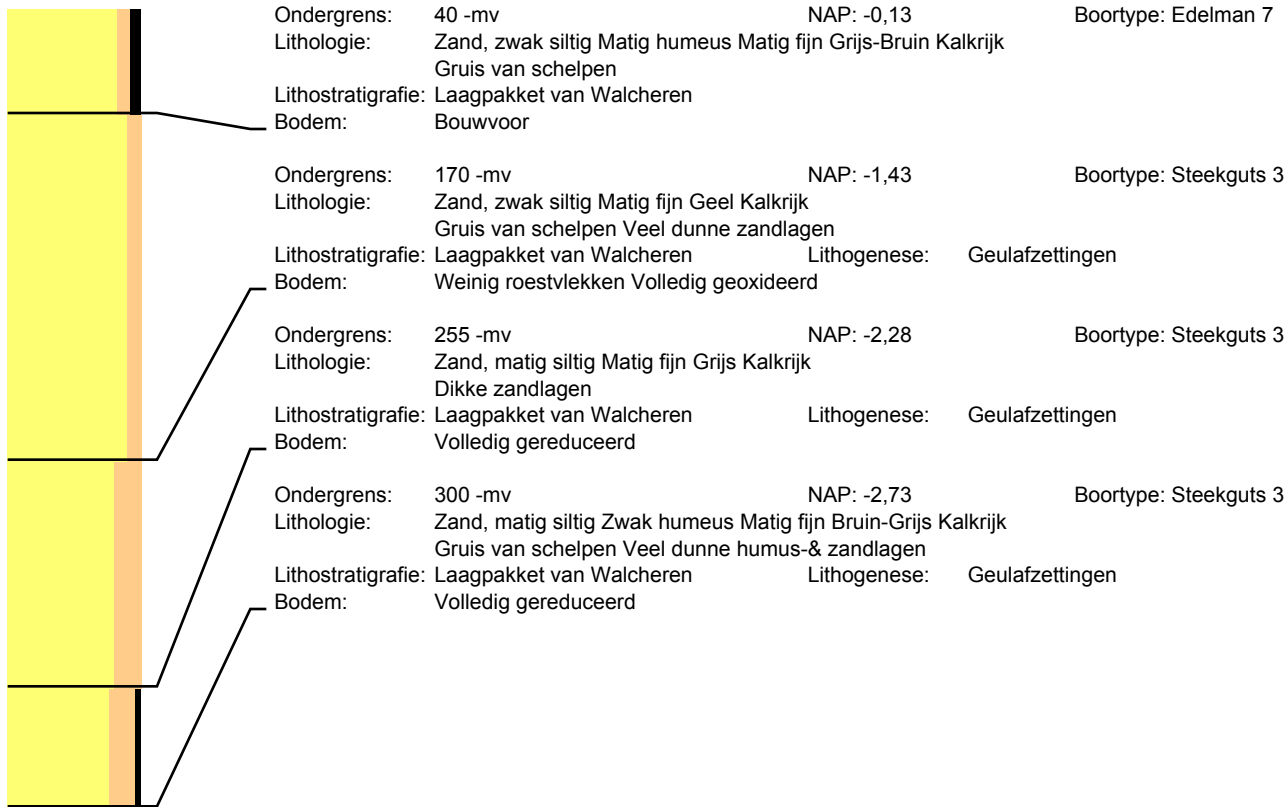 Ondergrens: 40 -mv NAP: -0,13 Boortype: Edelman 7
Lithologie: Zand, zwak siltig Matig humeus Matig fijn Grijs-Bruin Kalkrijk
Gruis van schelpen
Lithostratigrafie: Laagpakket van Walcheren
Bodem: Bouwvoor
Ondergrens: 170 -mv NAP: -1,43 Boortype: Steekguts 3
Lithologie: Zand, zwak siltig Matig fijn Geel Kalkrijk
Gruis van schelpen Veel dunne zandlagen
Lithostratigrafie: Laagpakket van Walcheren Lithogenese: Geulafzettingen
Bodem: Weinig roestvlekken Volledig geoxideerd
Ondergrens: 255 -mv NAP: -2,28 Boortype: Steekguts 3
Lithologie: Zand, matig siltig Matig fijn Grijs Kalkrijk
Dikke zandlagen
Lithostratigrafie: Laagpakket van Walcheren Lithogenese: Geulafzettingen
Bodem: Volledig gereduceerd
Ondergrens: 300 -mv NAP: -2,73 Boortype: Steekguts 3
Lithologie: Zand, matig siltig Zwak humeus Matig fijn Bruin-Grijs Kalkrijk
Gruis van schelpen Veel dunne humus-& zandlagen
Lithostratigrafie: Laagpakket van Walcheren Lithogenese: Geulafzettingen
Bodem: Volledig gereduceerd